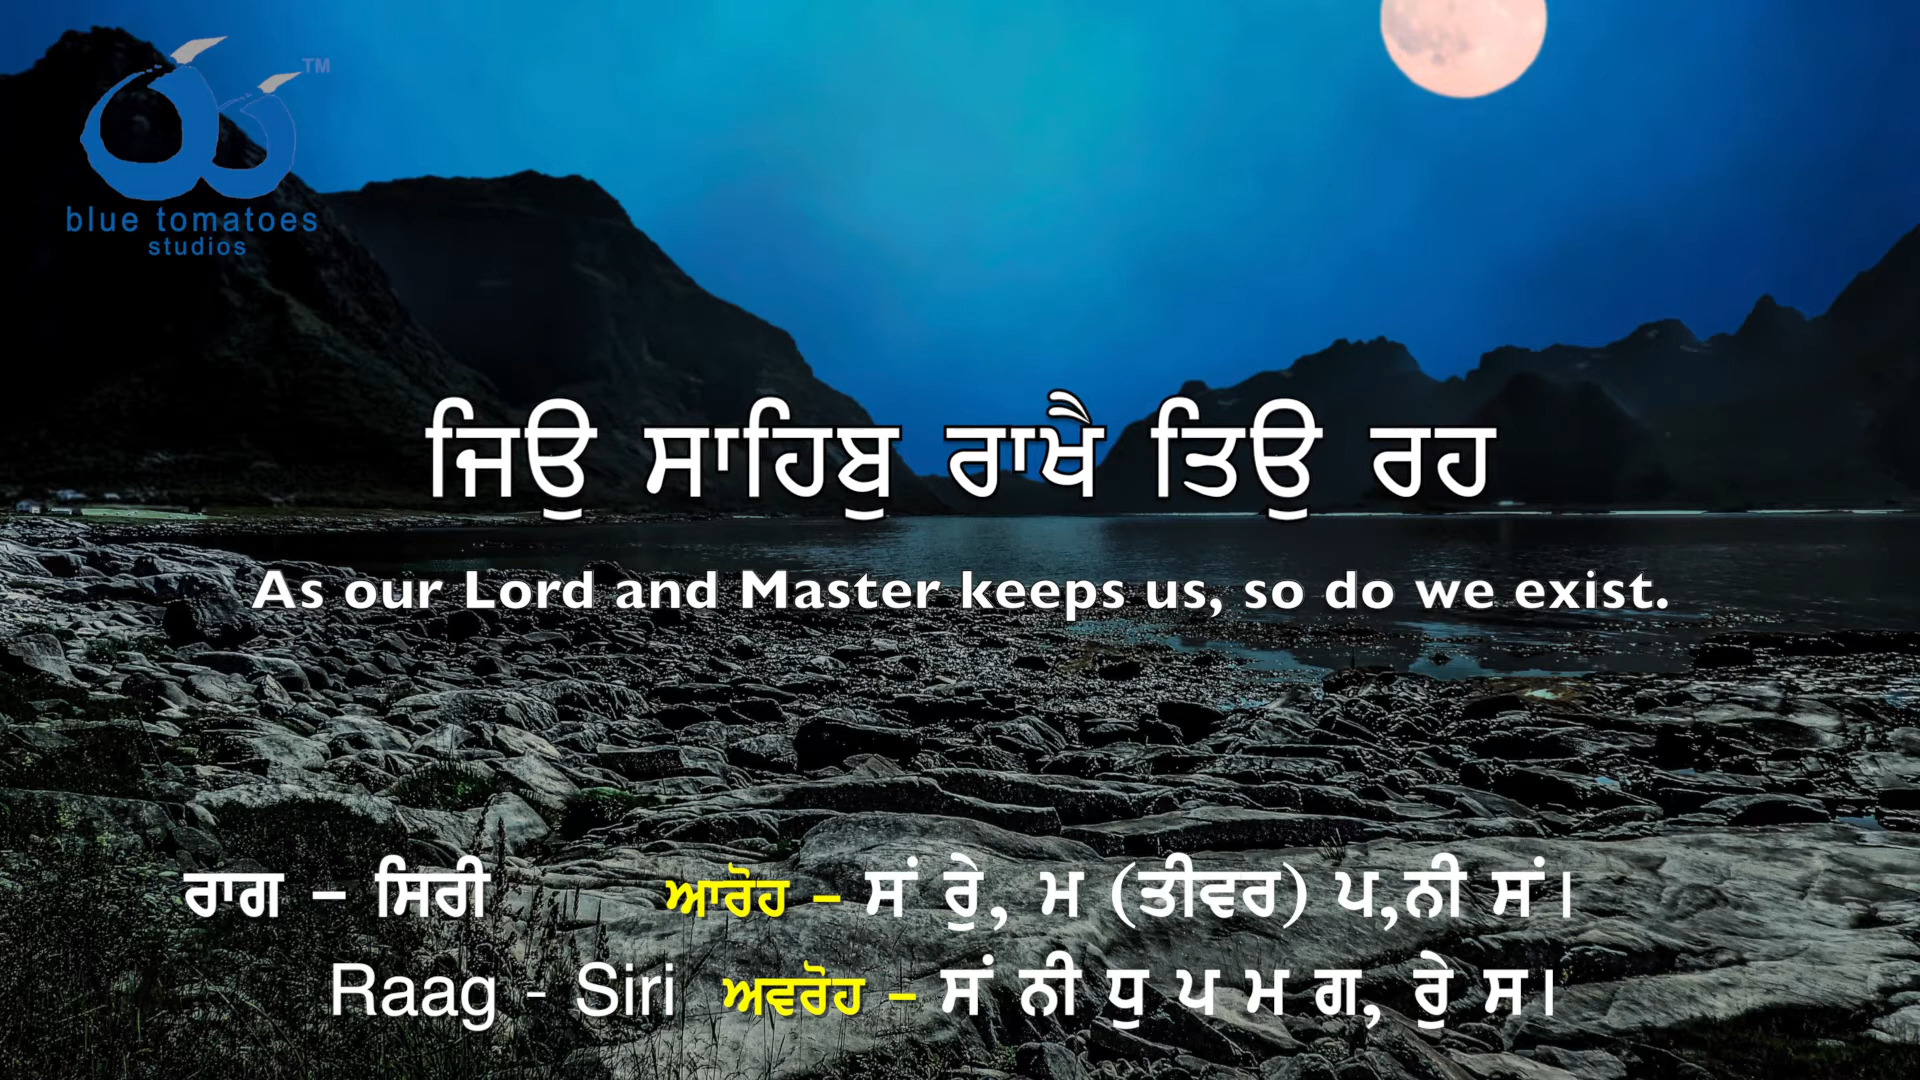 TM
blue tomatoes
studios
ਜਿਉ ਸਾਹਿਬੁ ਰਾਖੈ ਤਿਉ ਰਹ
As our Lord and Master keeps us, so do we exist.
ਰਾਗ – ਸਿਰੀ ਆਰੋਹ – ਸਂ ਰੇੁ, ਮ (ਤੀਵਰ) ਪ,ਨੀ ਸਂ।
Raag - Siri ਅਵਰੋਹ – ਸਂ ਨੀ ਧੁ ਪ ਮ ਗ, ਰੇੁ ਸ।